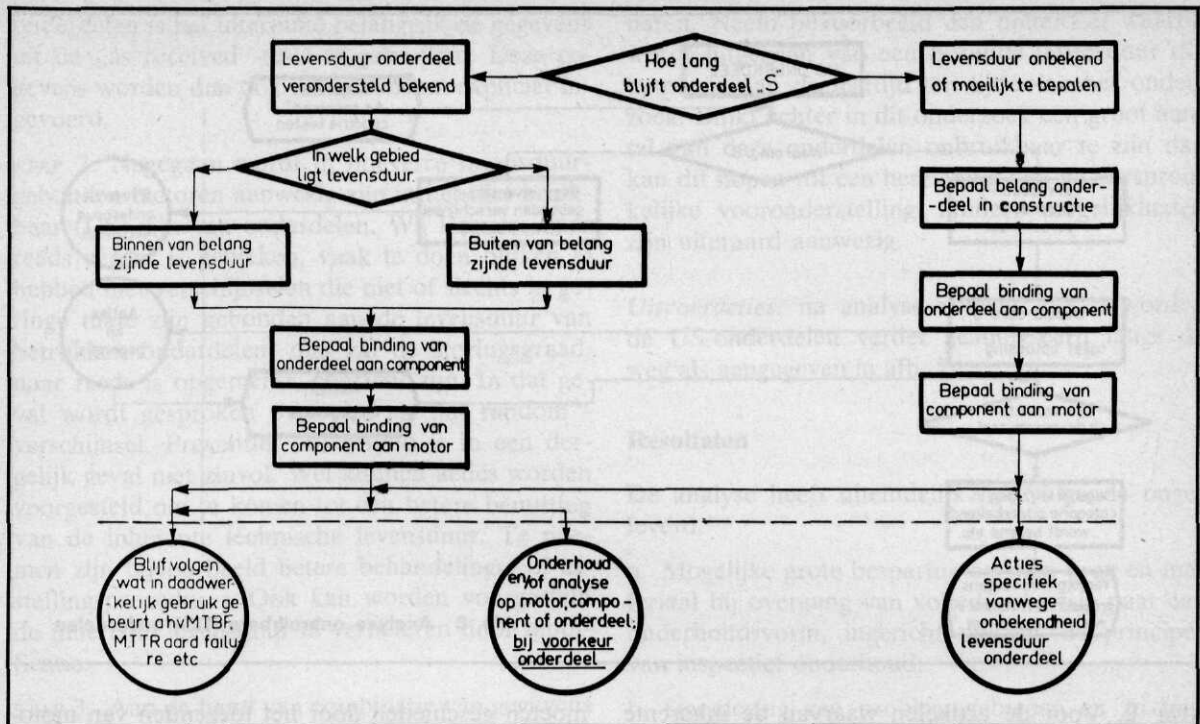 Levensduur onderdeel
verondersteld bekend
Hoe lang
blijft onderdeel „S"
Levensduur onbekend
of moeilijk te bepalen
In welk gebied
ligt levensduur.
Bepaal belang onder-
-deel in constructie
Binnen van belang
zijnde levensduur
Buiten van belang
zijnde levensduur
Bepaal binding van
onderdeel aan component
Bepaal binding van
onderdeel aan component
Bepaal binding van
component aan motor
Bepaal binding van
component aan motor
Blijf volgen
wat in daadwer-
kelijk gebruik ge
beurt ahv MTBF,
MTTR aard failu
re etc
Onderhoud
en/of analyse
op motor, compo-
nent of onderdeel;
bij voorkeur
onderdeel
Acties
specifiek
vanwege
onbekendheid
levensduur
onderdeel